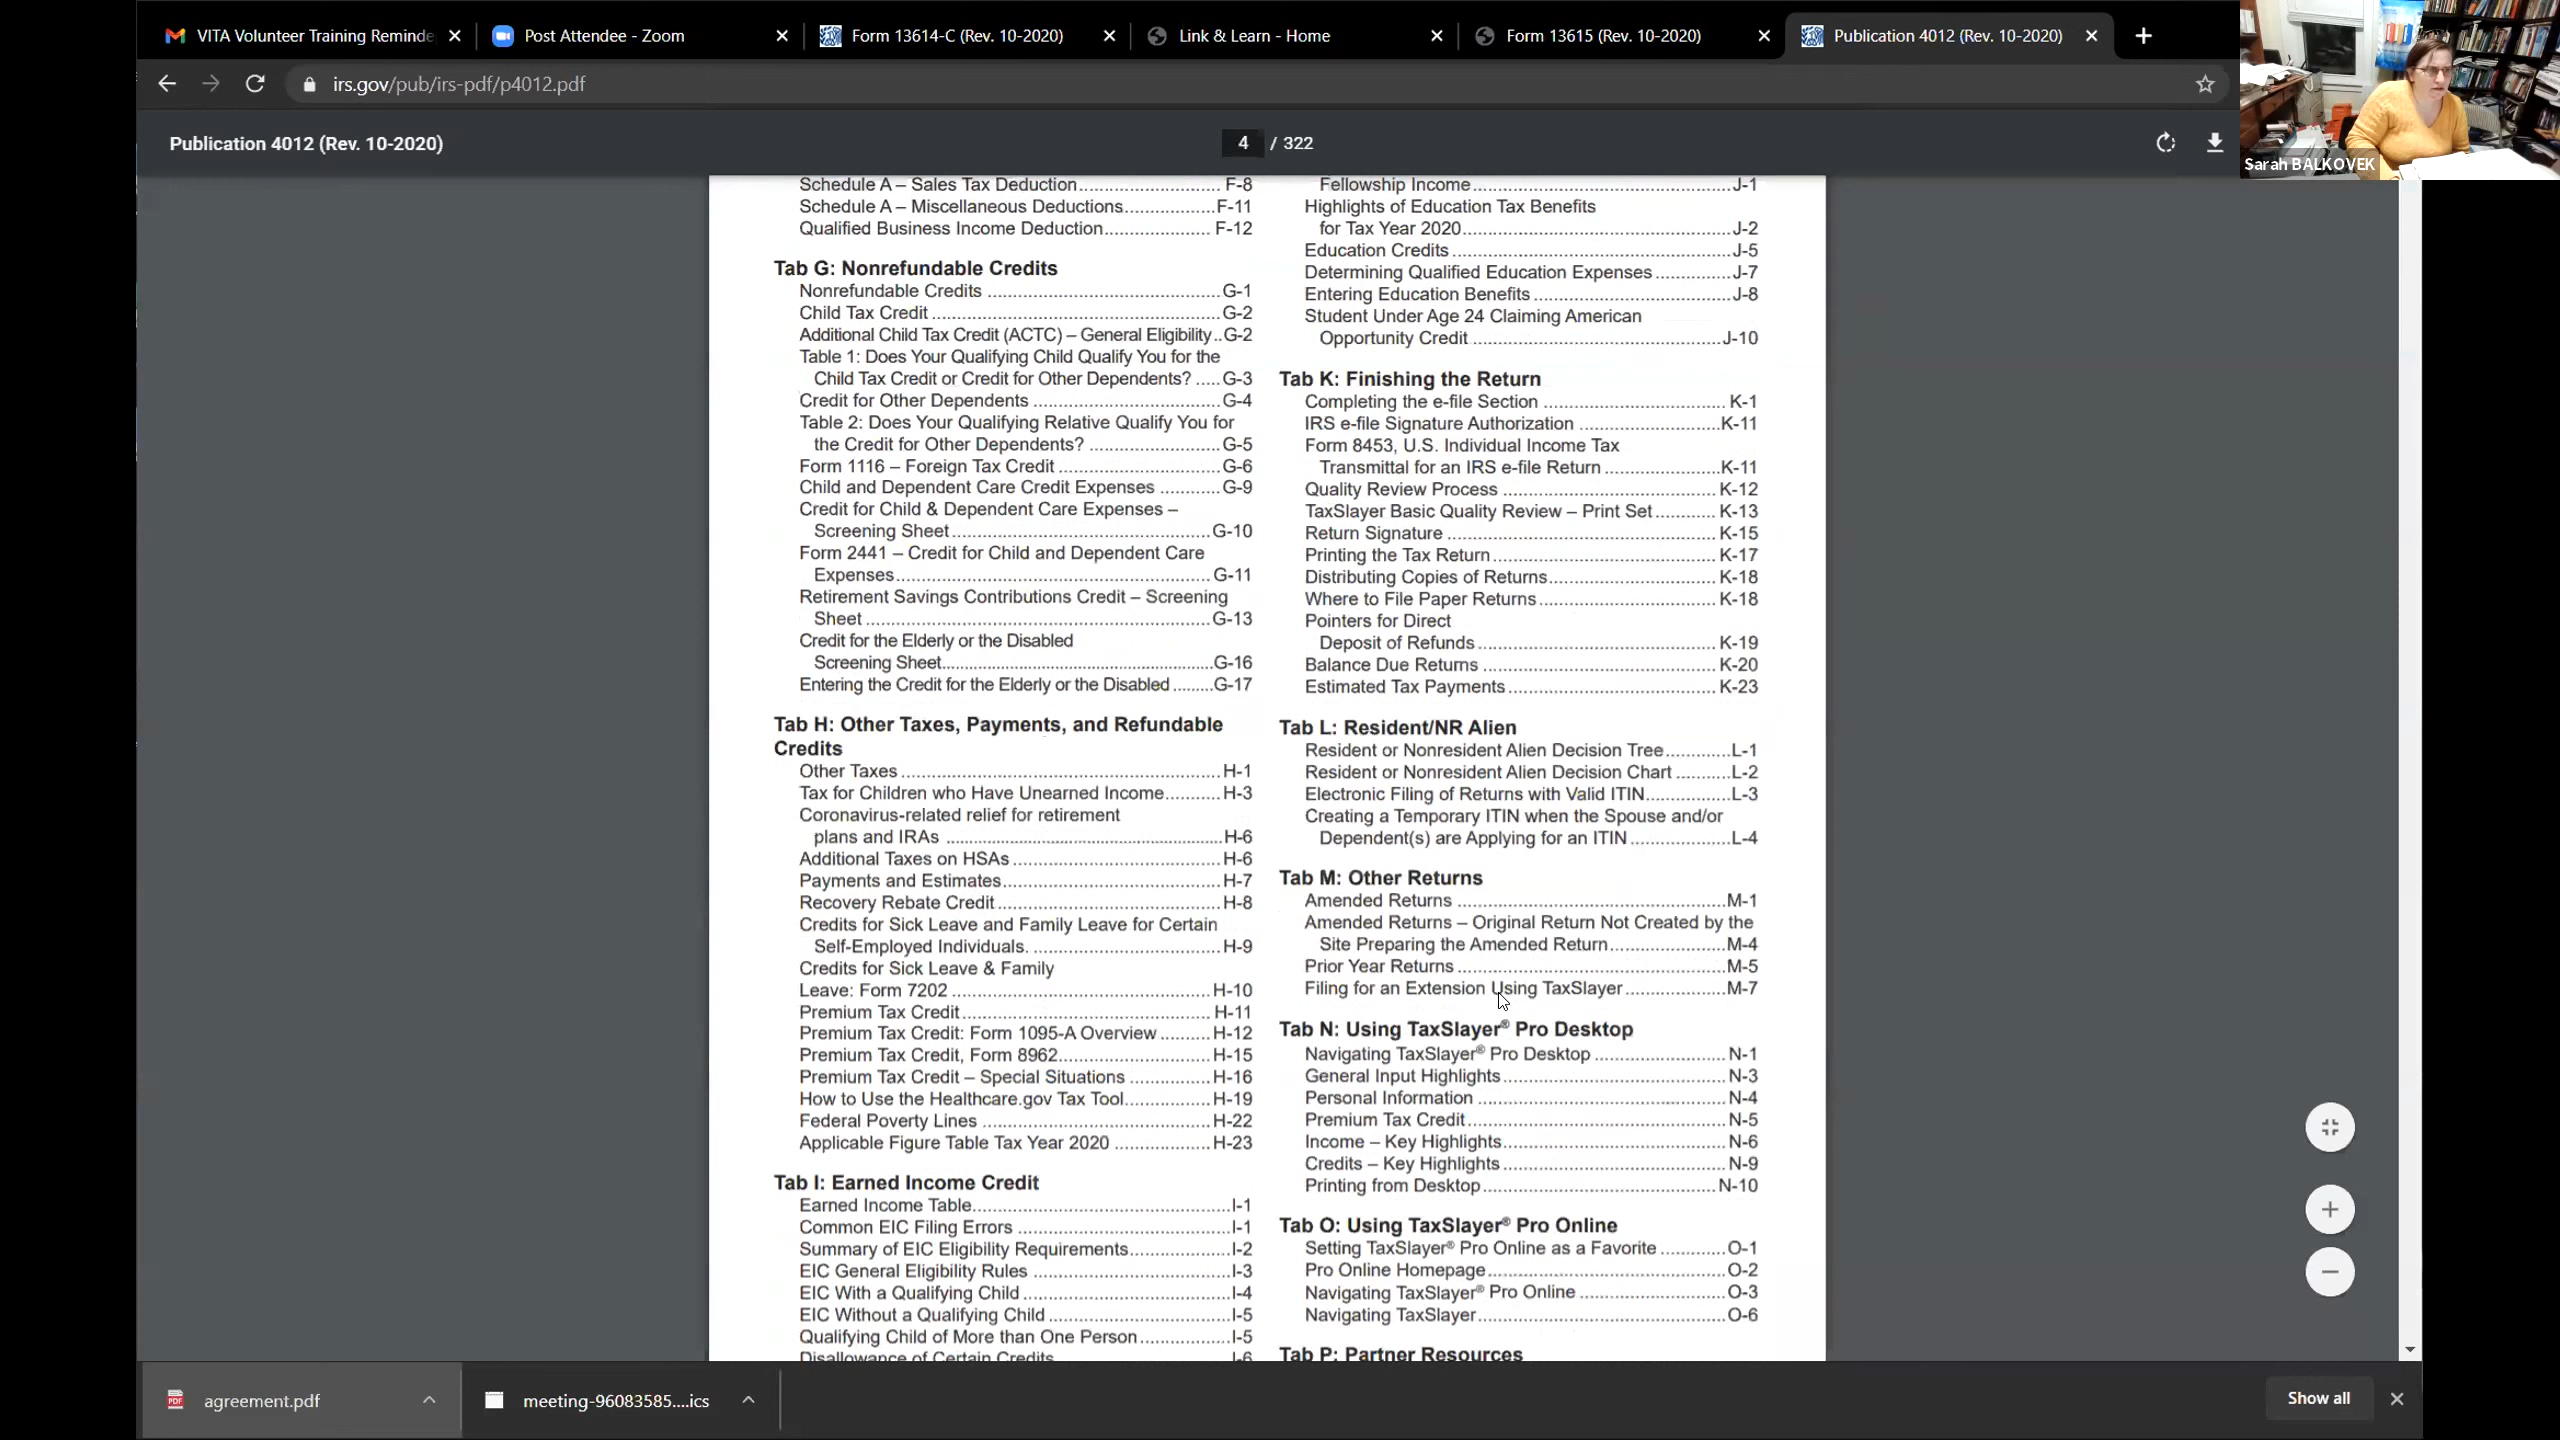 VITA Volunteer Training Reminde
Post Attendee - Zoom
Form 13614-C (Rev. 10-2020)
Link & Learn - Home
Form 13615 (Rev. 10-2020)
Publication 4012 (Rev. 10-2020)
irs.gov/pub/irs-pdf/p4012.pdf
Sarah BALKOVEK
Publication 4012 (Rev. 10-2020)
4 / 322
Schedule A – Sales Tax Deduction F-8
Schedule A – Miscellaneous Deductions F-11
Qualified Business Income Deduction F-12
Tab G: Nonrefundable Credits
Nonrefundable Credits G-1
Child Tax Credit G-2
Additional Child Tax Credit (ACTC) – General Eligibility G-2
Table 1: Does Your Qualifying Child Qualify You for the
Child Tax Credit or Credit for Other Dependents? G-3
Credit for Other Dependents G-4
Table 2: Does Your Qualifying Relative Qualify You for
the Credit for Other Dependents? G-5
Form 1116 – Foreign Tax Credit G-6
Child and Dependent Care Credit Expenses G-9
Credit for Child & Dependent Care Expenses –
Screening Sheet G-10
Form 2441 – Credit for Child and Dependent Care
Expenses G-11
Retirement Savings Contributions Credit – Screening
Sheet G-13
Credit for the Elderly or the Disabled
Screening Sheet G-16
Entering the Credit for the Elderly or the Disabled G-17
Tab H: Other Taxes, Payments, and Refundable
Credits
Other Taxes H-1
Tax for Children who Have Unearned Income H-3
Coronavirus-related relief for retirement
plans and IRAs H-6
Additional Taxes on HSAs H-6
Payments and Estimates H-7
Recovery Rebate Credit H-8
Credits for Sick Leave and Family Leave for Certain
Self-Employed Individuals. H-9
Credits for Sick Leave & Family
Leave: Form 7202 H-10
Premium Tax Credit H-11
Premium Tax Credit: Form 1095-A Overview H-12
Premium Tax Credit, Form 8962 H-15
Premium Tax Credit – Special Situations H-16
How to Use the Healthcare.gov Tax Tool H-19
Federal Poverty Lines H-22
Applicable Figure Table Tax Year 2020 H-23
Tab I: Earned Income Credit
Earned Income Table I-1
Common EIC Filing Errors I-1
Summary of EIC Eligibility Requirements I-2
EIC General Eligibility Rules I-3
EIC With a Qualifying Child I-4
EIC Without a Qualifying Child I-5
Qualifying Child of More than One Person I-5
Disallowance of Certain Credits I-6
Fellowship Income J-1
Highlights of Education Tax Benefits
for Tax Year 2020 J-2
Education Credits J-5
Determining Qualified Education Expenses J-7
Entering Education Benefits J-8
Student Under Age 24 Claiming American
Opportunity Credit J-10
Tab K: Finishing the Return
Completing the e-file Section K-1
IRS e-file Signature Authorization K-11
Form 8453, U.S. Individual Income Tax
Transmittal for an IRS e-file Return K-11
Quality Review Process K-12
TaxSlayer Basic Quality Review – Print Set K-13
Return Signature K-15
Printing the Tax Return K-17
Distributing Copies of Returns K-18
Where to File Paper Returns K-18
Pointers for Direct
Deposit of Refunds K-19
Balance Due Returns K-20
Estimated Tax Payments K-23
Tab L: Resident/NR Alien
Resident or Nonresident Alien Decision Tree L-1
Resident or Nonresident Alien Decision Chart L-2
Electronic Filing of Returns with Valid ITIN L-3
Creating a Temporary ITIN when the Spouse and/or
Dependent(s) are Applying for an ITIN L-4
Tab M: Other Returns
Amended Returns M-1
Amended Returns – Original Return Not Created by the
Site Preparing the Amended Return M-4
Prior Year Returns M-5
Filing for an Extension Using TaxSlayer M-7
Tab N: Using TaxSlayer® Pro Desktop
Navigating TaxSlayer® Pro Desktop N-1
General Input Highlights N-3
Personal Information N-4
Premium Tax Credit N-5
Income – Key Highlights N-6
Credits – Key Highlights N-9
Printing from Desktop N-10
Tab O: Using TaxSlayer® Pro Online
Setting TaxSlayer® Pro Online as a Favorite O-1
Pro Online Homepage O-2
Navigating TaxSlayer® Pro Online O-3
Navigating TaxSlayer O-6
Tab P: Partner Resources
agreement.pdf
meeting-96083585....ics
Show all